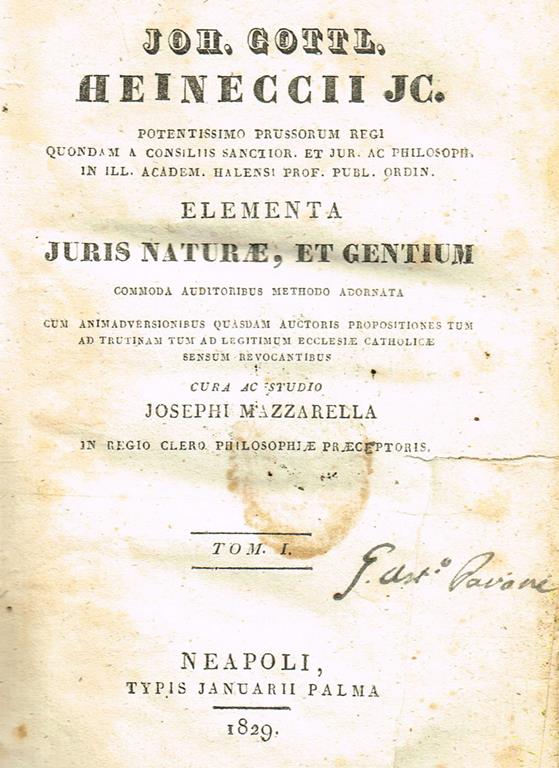 JOH. GOTTL.
HEINECCII JC.
POTENTISSIMO PRUSSORUM REGI
QUONDAM A CONSILIIS SANCTIOR. ET JUR. AC PHILOSOPH.
IN ILL. ACADEM. HALENSI PROF. PUBL. ORDIN.
ELEMENTA
JURIS NATURÆ, ET GENTIUM
COMMODA AUDITORIBUS METHODO ADORNATA
CUM ANIMADVERSIONIBUS QUASDAM AUCTORIS PROPOSITIONES TUM
AD TRUTINAM TUM AD LEGITIMUM ECCLESIÆ CATHOLICÆ
SENSUM REVOCANTIBUS
CURA AC STUDIO
JOSEPHI MAZZARELLA
IN REGIO CLERO PHILOSOPHIÆ PRÆCEPTORIS.
TOM. I.
Pavone
NEAPOLI,
TYPIS JANUARII PALMA
1829.